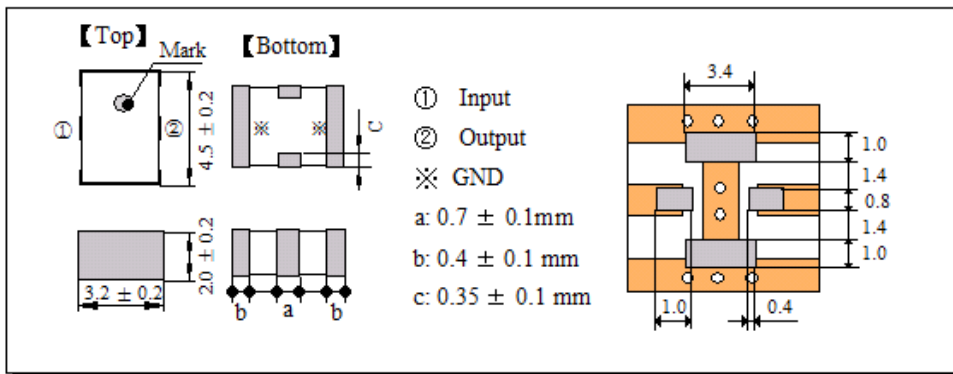 【Top】
Mark
①
②
4.5 ± 0.2
3.2 ± 0.2
2.0 ± 0.2
【Bottom】
※ ※
c
b a b
① Input
② Output
※ GND
a: 0.7 ± 0.1mm
b: 0.4 ± 0.1 mm
c: 0.35 ± 0.1 mm
3.4
1.0
1.4
0.8
1.4
1.0
1.0
0.4